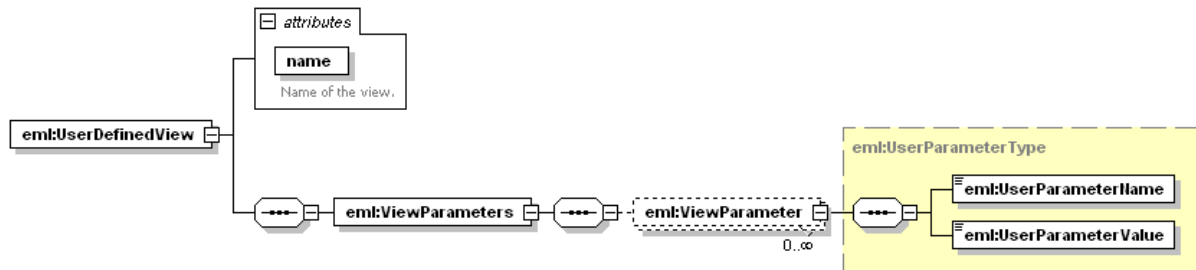 attributes
name
Name of the view.
eml:UserDefinedView
eml:UserParameterType
eml:UserParameterName
eml:ViewParameters
eml:ViewParameter
0..∞
eml:UserParameterValue